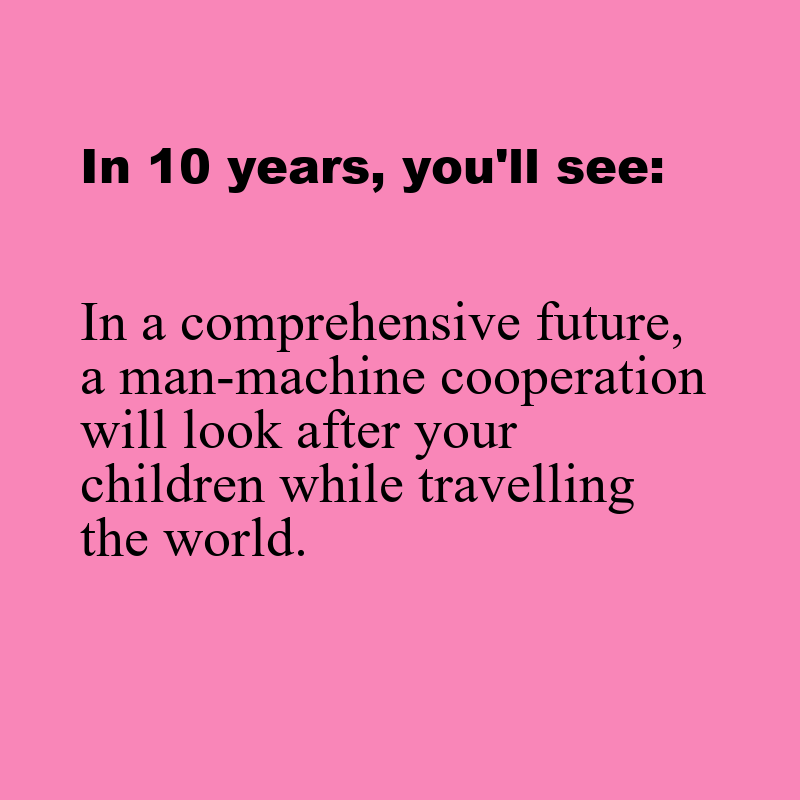 In 10 years, you'll see:
In a comprehensive future,
a man-machine cooperation
will look after your
children while travelling
the world.